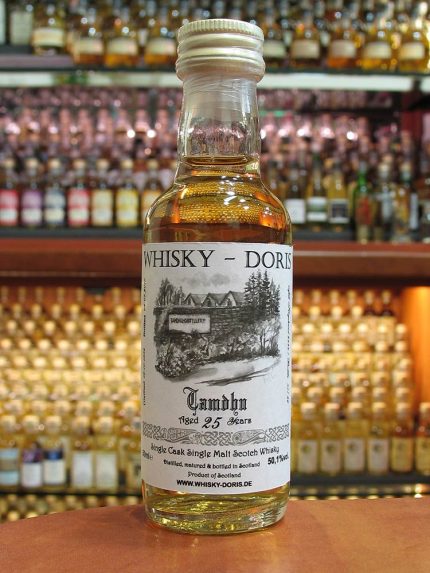 WHISKY - DORIS
Tamdhu
Aged 25 Years
Single Cask Single Malt Scotch Whisky
Distilled, matured & bottled in Scotland
50,1%vol.
Product of Scotland
WWW.WHISKY-DORIS.DE